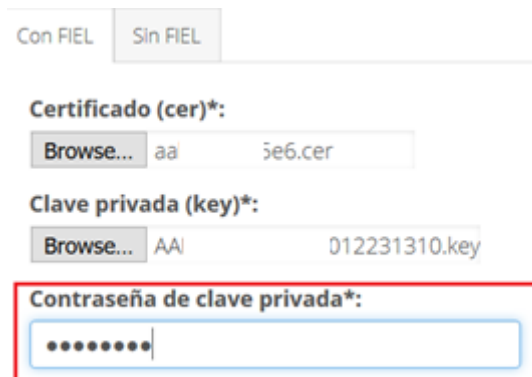 Con FIEL Sin FIEL
Certificado (cer)*:
Browse... aa 5e6.cer
Clave privada (key)*:
Browse... AA 012231310.key
Contraseña de clave privada*:
••••••••